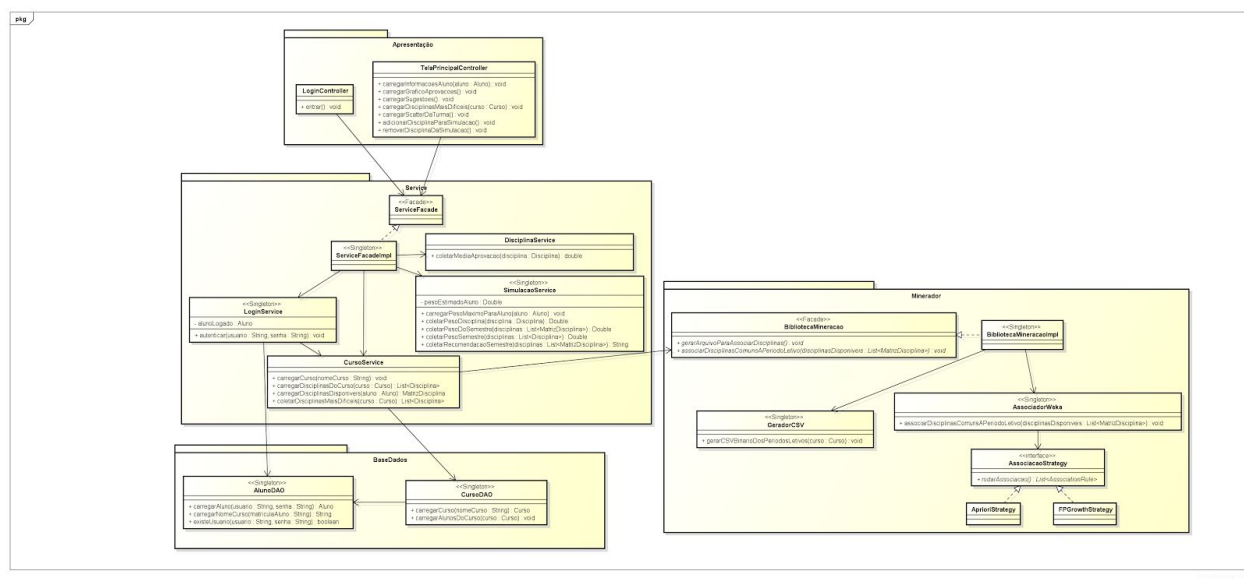 pkg
Apresentação
TelaPrincipalController
+ carregarInformacoesAluno(aluno : Aluno) : void
+ carregarGraficoAprovacoes() : void
+ carregarSugestoes() : void
+ carregarDisciplinasMaisDificeis(curso : Curso) : void
+ carregarScatterDaTurma() : void
+ adicionarDisciplinaParaSimulacao() : void
+ removerDisciplinaDaSimulacao() : void
LoginController
+ entrar() : void
Service
<<Facade>>
ServiceFacade
<<Singleton>>
ServiceFacadeImpl
DisciplinaService
+ coletarMediaAprovacao(disciplina : Disciplina) : double
<<Singleton>>
SimulacaoService
- pesoEstimadoAluno : Double
+ carregarPesoMaximoParaAluno(aluno : Aluno) : void
+ coletarPesoDisciplina(disciplina : Disciplina) : Double
+ coletarPesoDoSemestre(disciplinas : List<MatrizDisciplina>) : Double
+ coletarPesoSemestre(disciplinas : List<Disciplina>) : Double
+ coletarRecomendacaoSemestre(disciplinas : List<MatrizDisciplina>) : String
<<Singleton>>
LoginService
- alunoLogado : Aluno
+ autenticar(usuario : String, senha : String) : void
CursoService
+ carregarCurso(nomeCurso : String) : void
+ carregarDisciplinasDoCurso(curso : Curso) : List<Disciplina>
+ carregarDisciplinasDisponiveis(aluno : Aluno) : MatrizDisciplina
+ coletarDisciplinasMaisDificeis(curso : Curso) : List<Disciplina>
Minerador
<<Facade>>
BibliotecaMineracao
+ gerarArquivoParaAssociarDisciplinas() : void
+ associarDisciplinasComunsAPeriodoLetivo(disciplinasDisponiveis : List<MatrizDisciplina>) : void
<<Singleton>>
BibliotecaMineracaoImpl
<<Singleton>>
GeradorCSV
+ gerarCSVBinarioDosPeriodosLetivos(curso : Curso) : void
<<Singleton>>
AssociadorWeka
+ associarDisciplinasComunsAPeriodoLetivo(disciplinasDisponiveis : List<MatrizDisciplina>) : void
<<interface>>
AssociacaoStrategy
+ rodarAssociacao() : List<AssociationRule>
AprioriStrategy
FPGrowthStrategy
BaseDados
<<Singleton>>
AlunoDAO
+ carregarAluno(usuario : String, senha : String) : Aluno
+ carregarNomeCurso(matriculaAluno : String) : String
+ existeUsuario(usuario : String, senha : String) : boolean
<<Singleton>>
CursoDAO
+ carregarCurso(nomeCurso : String) : Curso
+ carregarAlunosDoCurso(curso : Curso) : void